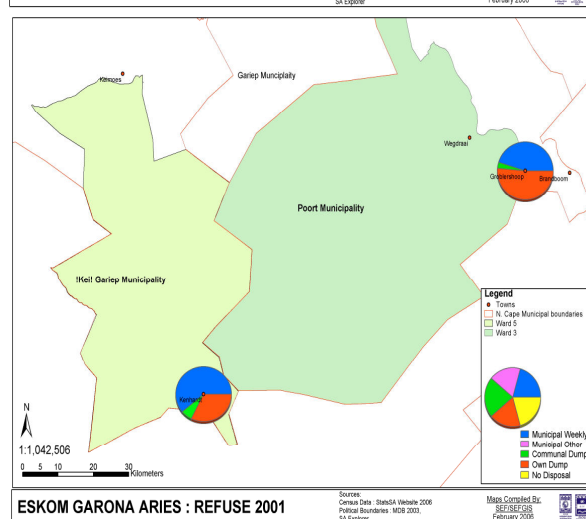 SA Explorer
February 2006
Keimoes
Gariep Munciplaity
Wegdraai
Groblershoop
Brandboom
Poort Municipality
!Kei! Gariep Municipality
Kenhardt
Legend
Towns
N. Cape Municipal boundaries
Ward 5
Ward 3
Municipal Weekly
Municipal Other
Communal Dump
Own Dump
No Disposal
N
1:1,042,506
0 5 10 20 30
Kilometers
ESKOM GARONA ARIES : REFUSE 2001
Sources:
Census Data : StatsSA Website 2006
Political Boundaries : MDB 2003,
SA Explorer
Maps Compiled By:
SEF/SEFGIS
February 2006